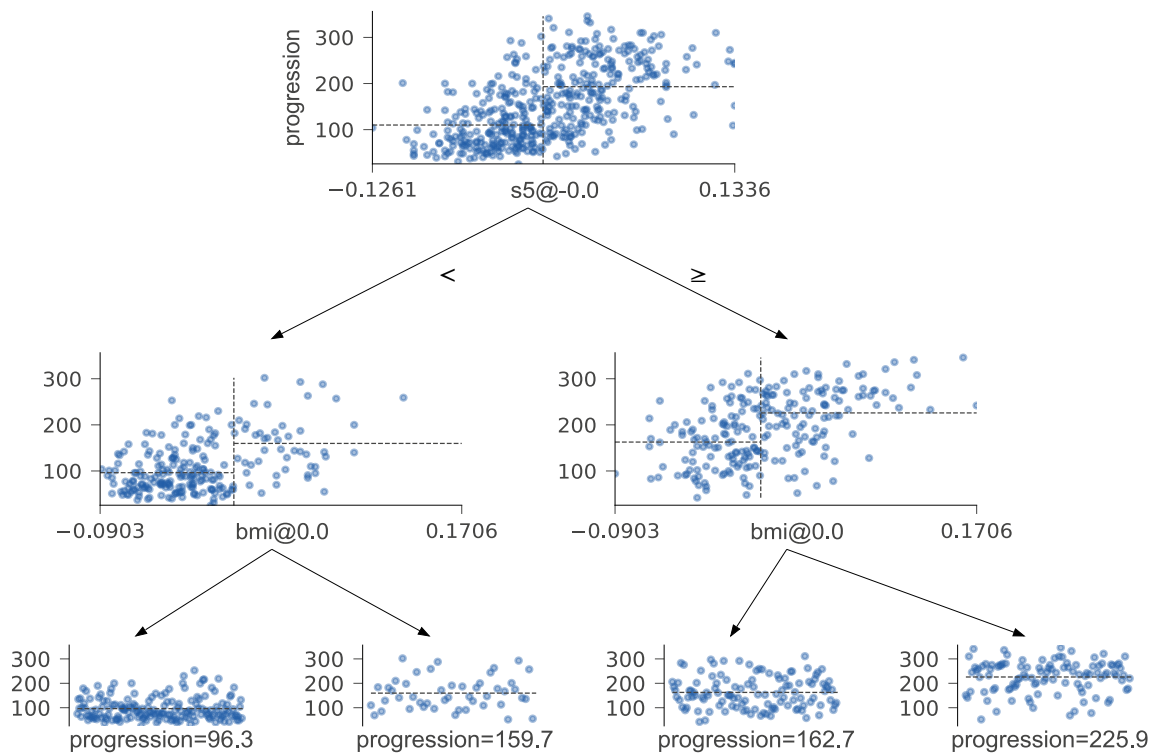 progression
300
200
100
−0.1261 s5@-0.0 0.1336
< ≥
300
200
100
−0.0903 bmi@0.0 0.1706
300
200
100
−0.0903 bmi@0.0 0.1706
300
200
100
progression=96.3
300
200
100
progression=159.7
300
200
100
progression=162.7
300
200
100
progression=225.9